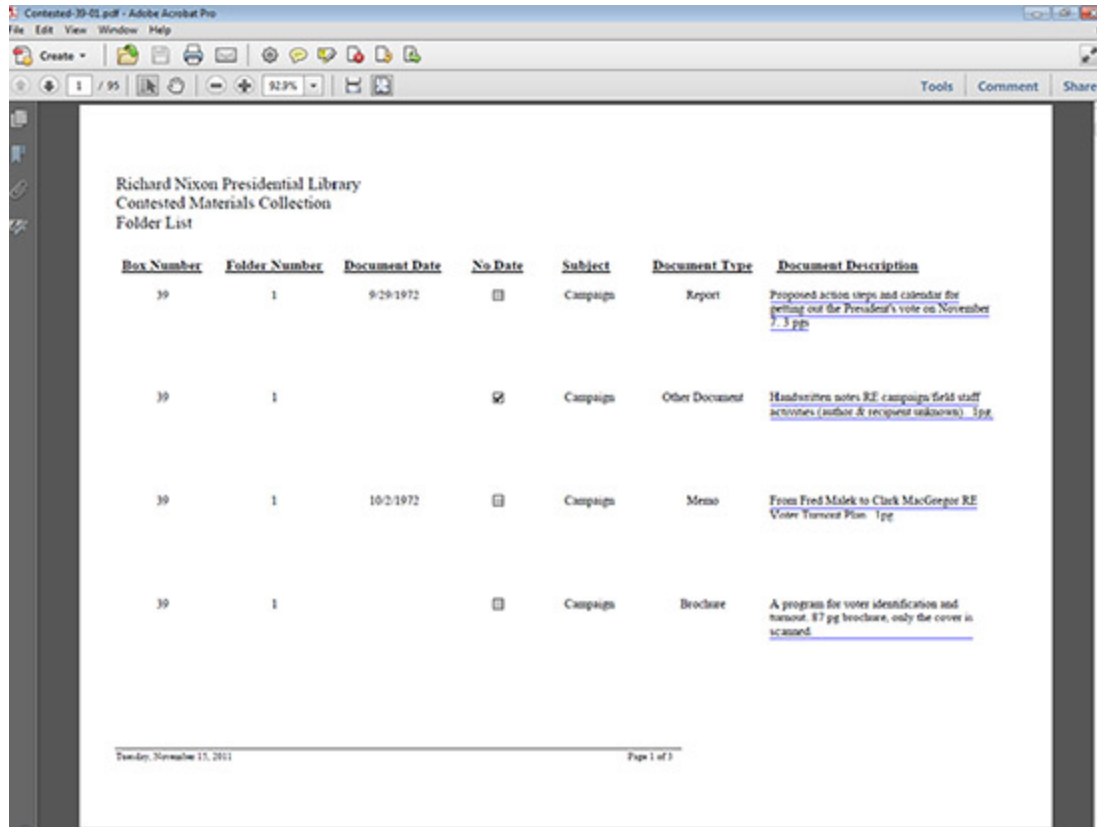 Contested-39-01.pdf - Adobe Acrobat Pro
File Edit View Window Help
Create
1 / 95 92.9% Tools Comment Share
Richard Nixon Presidential Library
Contested Materials Collection
Folder List
Box Number Folder Number Document Date No Date Subject Document Type Document Description
39 1 9/29/1972 Campaign Report Proposed action steps and calendar for
getting out the President's vote on November
7. 3 pgs
39 1 Campaign Other Document Handwritten notes RE campaign/field staff
activities (author & recipient unknown) 1pg
39 1 10/2/1972 Campaign Memo From Fred Malek to Clark MacGregor RE
Voter Turnout Plan 1pg
39 1 Campaign Brochure A program for voter identification and
turnout. 87 pg brochure, only the cover is
scanned.
Tuesday, November 15, 2011 Page 1 of 3